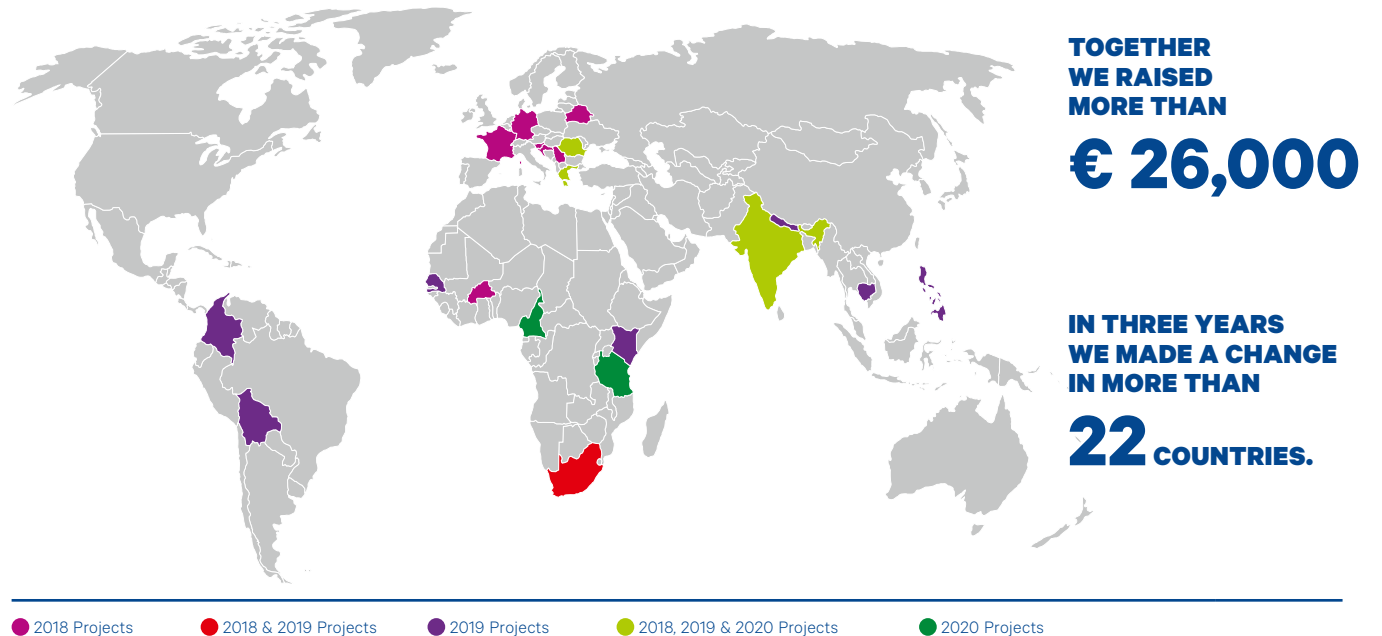 TOGETHER
WE RAISED
MORE THAN
€ 26,000
IN THREE YEARS
WE MADE A CHANGE
IN MORE THAN
22 COUNTRIES.
2018 Projects
2018 & 2019 Projects
2019 Projects
2018, 2019 & 2020 Projects
2020 Projects